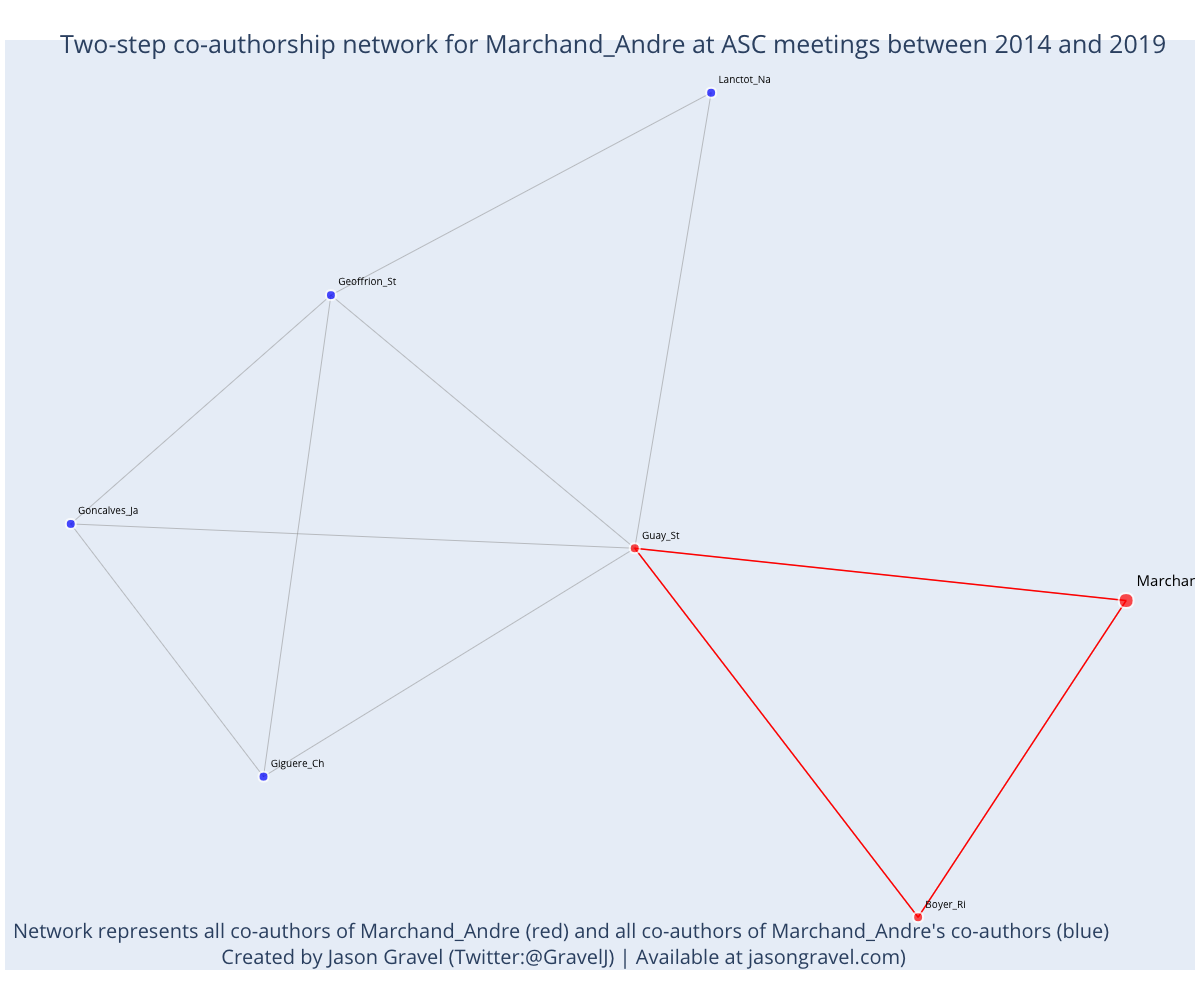 Two-step co-authorship network for Marchand_Andre at ASC meetings between 2014 and 2019
Lanctot_Na
Geoffrion_St
Goncalves_Ja
Guay_St
Marchar
Giguere_Ch
Boyer_Ri
Network represents all co-authors of Marchand_Andre (red) and all co-authors of Marchand_Andre's co-authors (blue)
Created by Jason Gravel (Twitter:@GravelJ) | Available at jasongravel.com)